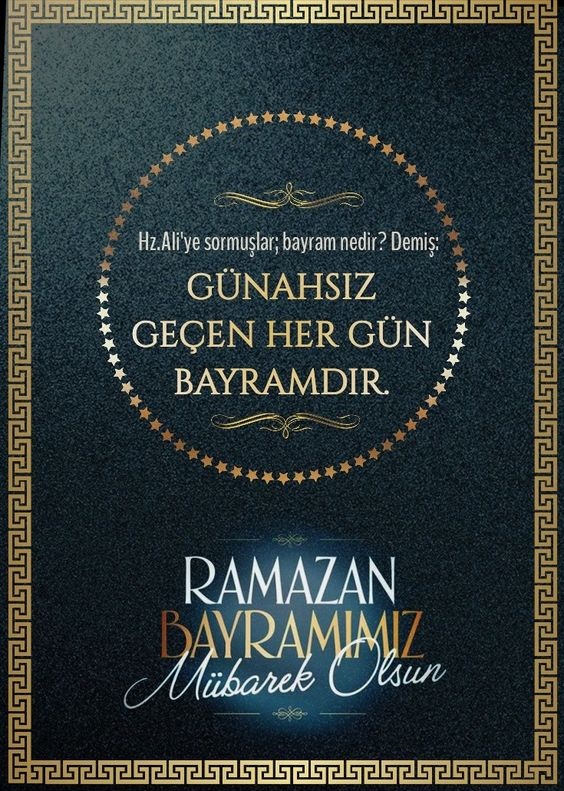 Hz.Ali'ye sormuşlar; bayram nedir? Demiş:
GÜNAHSIZ
GEÇEN HER GÜN
BAYRAMDIR.
RAMAZAN
BAYRAMIMIZ
Mübarek Olsun